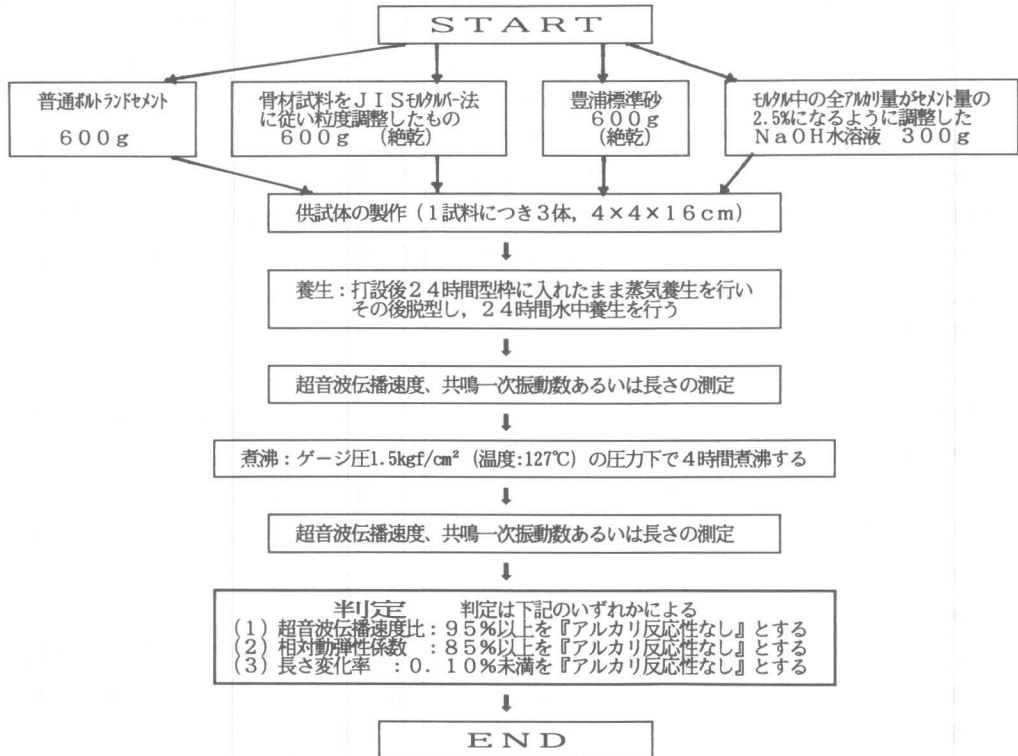 START
普通ポルトランドセメント
600g
骨材試料をJISモルタルバー法
に従い粒度調整したもの
600g (絶乾)
豊浦標準砂
600g
(絶乾)
モルタル中の全アルカリ量がセメント量の
2.5%になるように調整した
NaOH水溶液 300g
供試体の製作(1試料につき3体, 4×4×16cm)
養生:打設後24時間型枠に入れたまま蒸気養生を行い
その後脱型し, 24時間水中養生を行う
超音波伝播速度、共鳴一次振動数あるいは長さの測定
煮沸:ゲージ圧1.5kgf/cm² (温度:127℃) の圧力下で4時間煮沸する
超音波伝播速度、共鳴一次振動数あるいは長さの測定
判定 判定は下記のいずれかによる
(1) 超音波伝播速度比:95%以上を『アルカリ反応性なし』とする
(2) 相対動弾性係数 :85%以上を『アルカリ反応性なし』とする
(3) 長さ変化率 :0.10%未満を『アルカリ反応性なし』とする
END